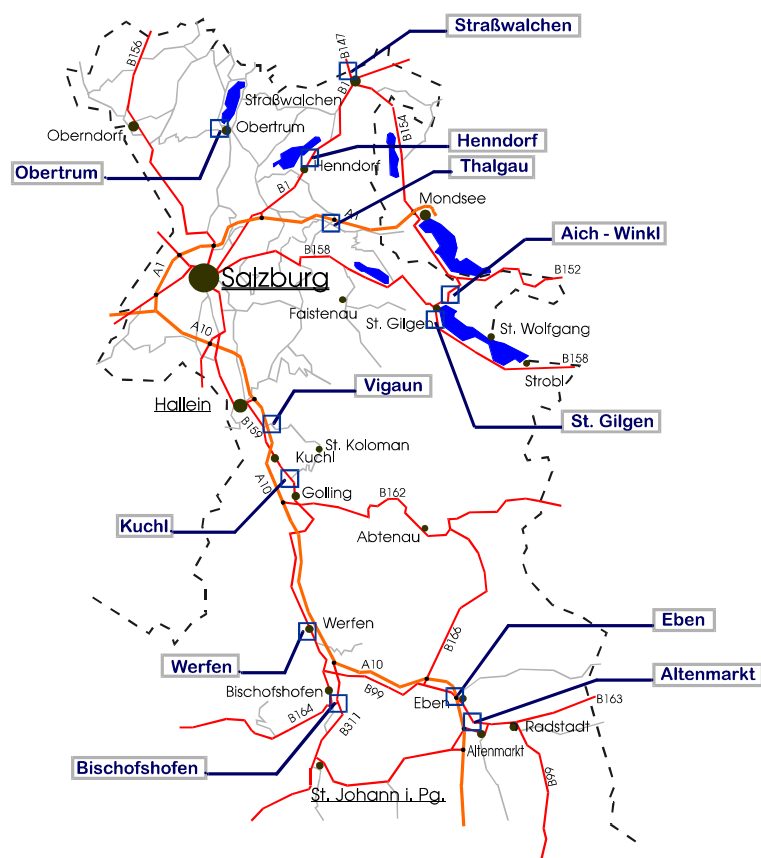 Straßwalchen
B156
B147
B1
Straßwalchen
B154
Oberndorf
Obertrum
Henndorf
Obertrum
Henndorf
Thalgau
B1
Mondsee
A1
Aich - Winkl
B158
A1
Salzburg
B152
Faistenau
St. Gilgen
St. Wolfgang
A10
B158
Strobl
Vigaun
Hallein
B159
St. Gilgen
St. Koloman
Kuchl
A10
B162
Golling
Kuchl
Abtenau
Werfen
Eben
B166
Werfen
A10
Altenmarkt
Bischofshofen
B99
Eben
B163
B164
B311
Radstadt
Altenmarkt
Bischofshofen
B99
St. Johann i. Pg.